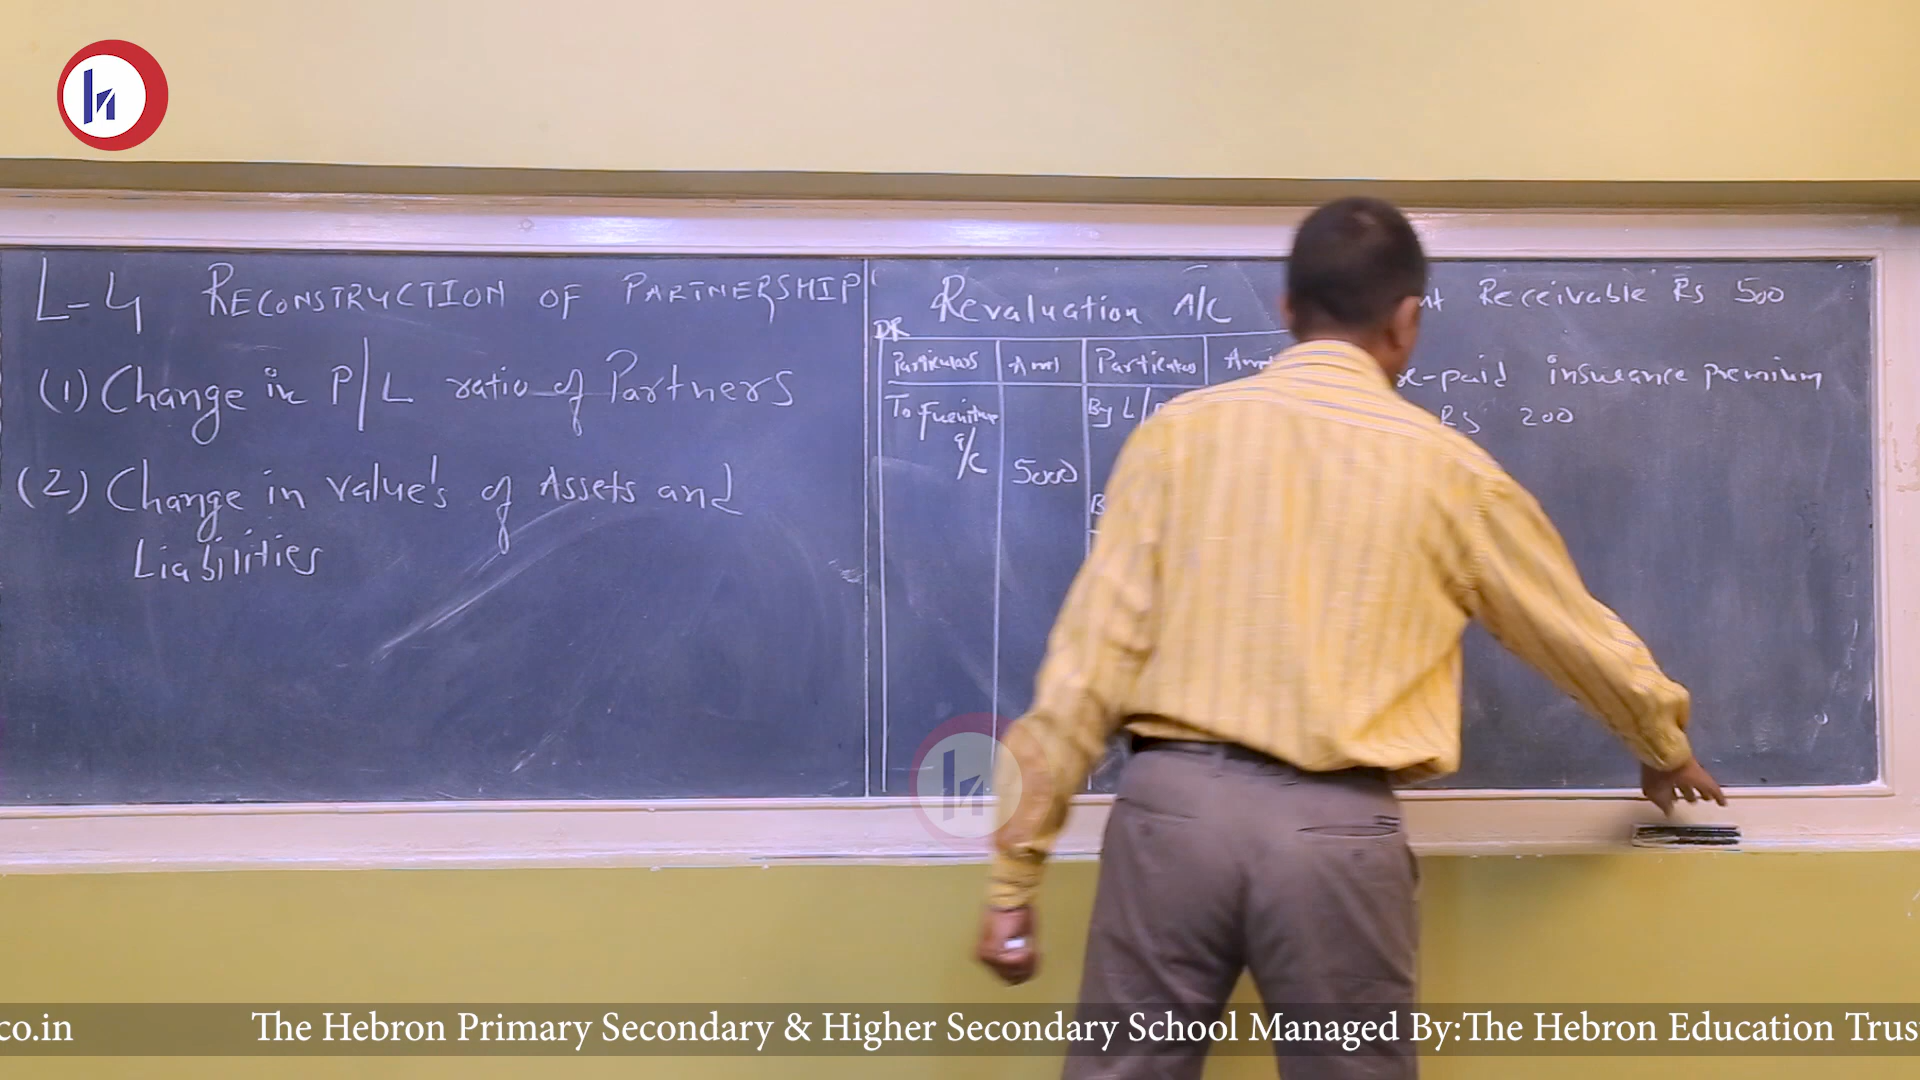 L-4 RECONSTRUCTION OF PARTNERSHIP
(1) Change in P/L ratio of Partners
(2) Change in value's of Assets and
Liabilities
Revaluation A/C
DR
Particulars Amt Particulars
To Furniture
a/c
5000
By L/
Receivable Rs 500
insurance premium
Rs 200
co.in The Hebron Primary Secondary & Higher Secondary School Managed By:The Hebron Education Trus